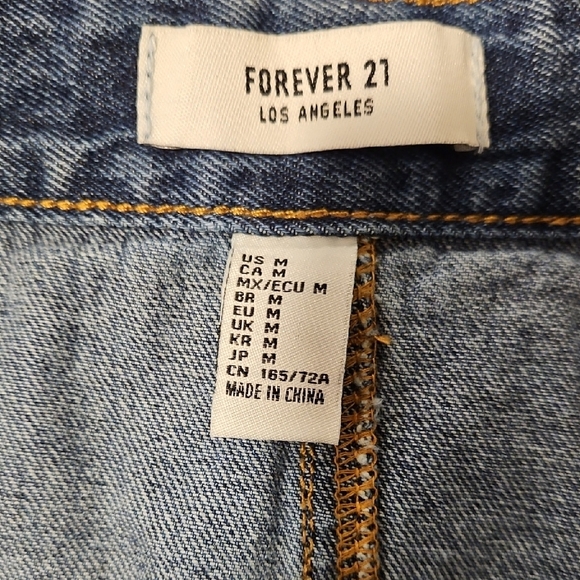 FOREVER 21
LOS ANGELES
US M
CA M
MX/ECU M
BR M
EU M
UK M
KR M
JP M
CN 165/72A
MADE IN CHINA